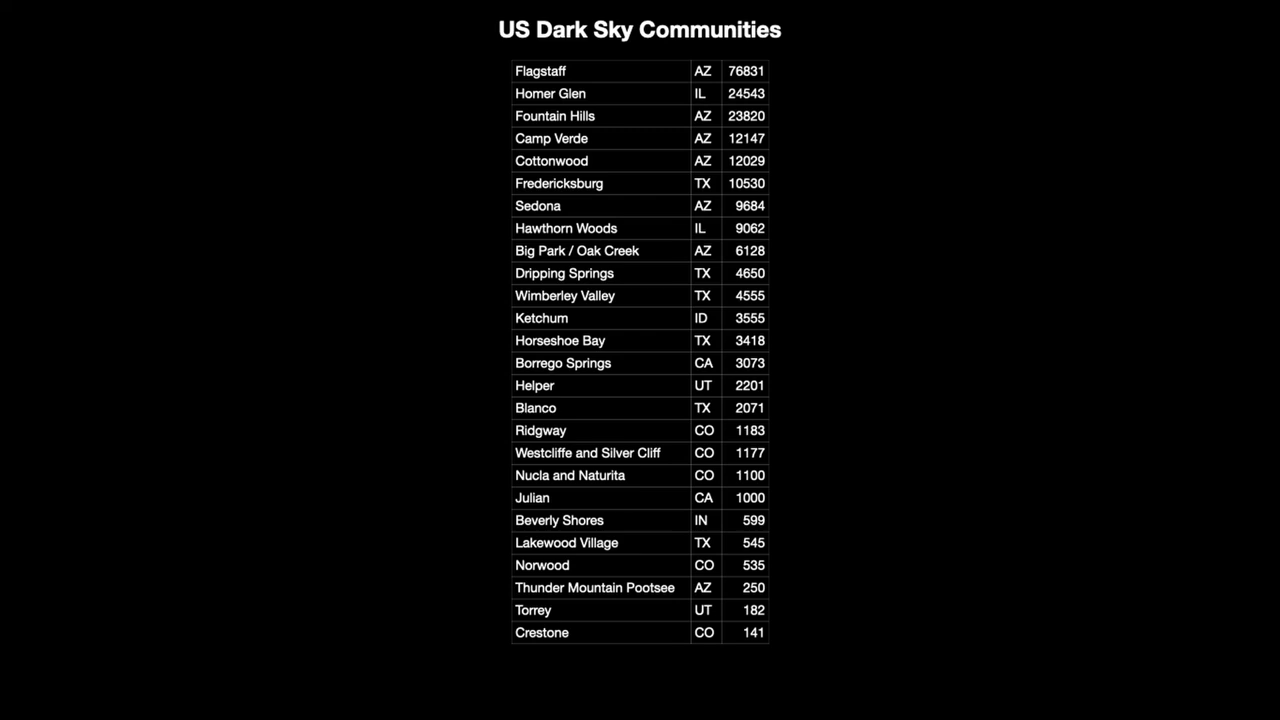 US Dark Sky Communities
Flagstaff AZ 76831
Homer Glen IL 24543
Fountain Hills AZ 23820
Camp Verde AZ 12147
Cottonwood AZ 12029
Fredericksburg TX 10530
Sedona AZ 9684
Hawthorn Woods IL 9062
Big Park / Oak Creek AZ 6128
Dripping Springs TX 4650
Wimberley Valley TX 4555
Ketchum ID 3555
Horseshoe Bay TX 3418
Borrego Springs CA 3073
Helper UT 2201
Blanco TX 2071
Ridgway CO 1183
Westcliffe and Silver Cliff CO 1177
Nucla and Naturita CO 1100
Julian CA 1000
Beverly Shores IN 599
Lakewood Village TX 545
Norwood CO 535
Thunder Mountain Pootsee AZ 250
Torrey UT 182
Crestone CO 141